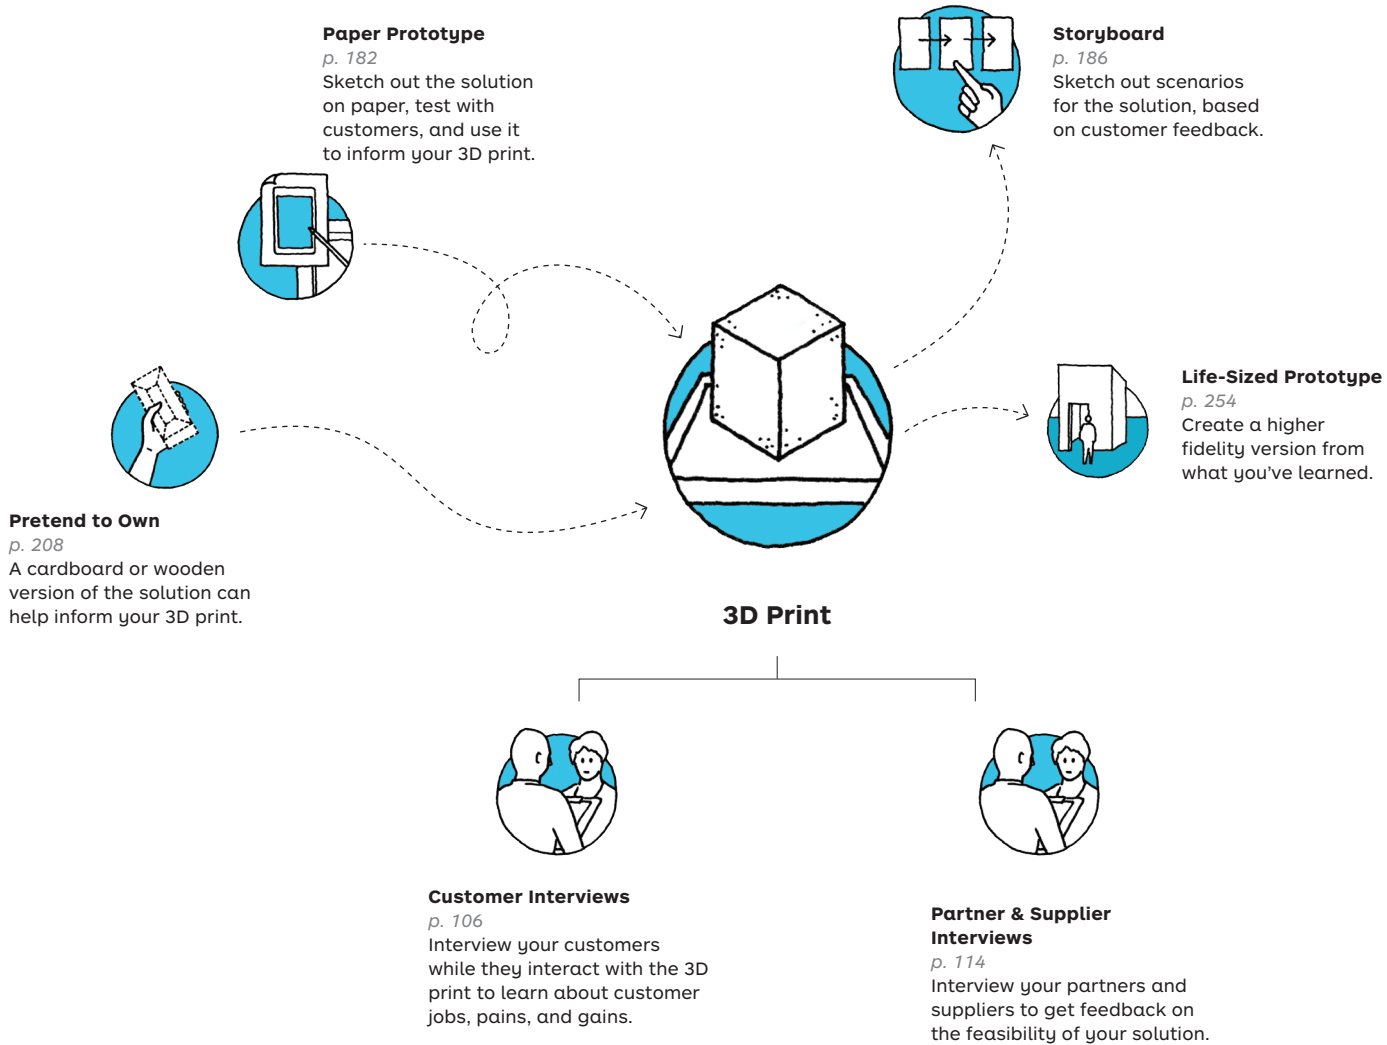 Paper Prototype
p. 182
Sketch out the solution
on paper, test with
customers, and use it
to inform your 3D print.
Storyboard
p. 186
Sketch out scenarios
for the solution, based
on customer feedback.
Life-Sized Prototype
p. 254
Create a higher
fidelity version from
what you’ve learned.
Pretend to Own
p. 208
A cardboard or wooden
version of the solution can
help inform your 3D print.
3D Print
Customer Interviews
p. 106
Interview your customers
while they interact with the 3D
print to learn about customer
jobs, pains, and gains.
Partner & Supplier
Interviews
p. 114
Interview your partners and
suppliers to get feedback on
the feasibility of your solution.